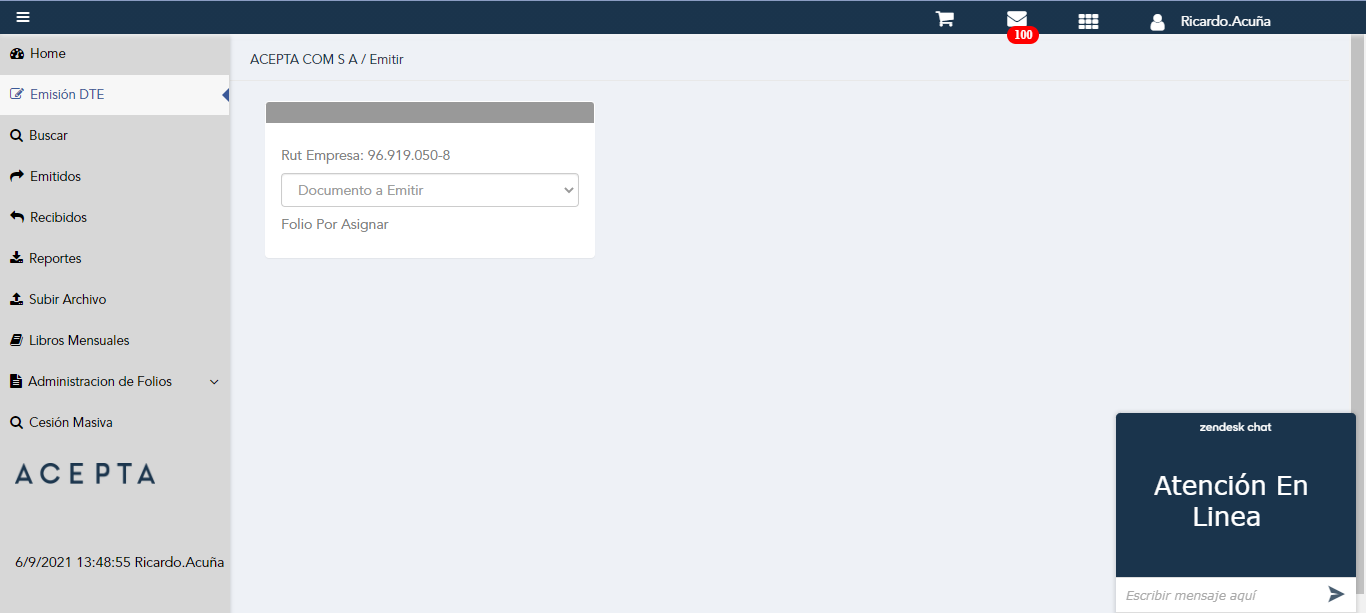 Ricardo.Acuña
100
Home
Emisión DTE
Buscar
Emitidos
Recibidos
Reportes
Subir Archivo
Libros Mensuales
Administracion de Folios
Cesión Masiva
ACEPTA
6/9/2021 13:48:55 Ricardo.Acuña
ACEPTA COM S A / Emitir
Rut Empresa: 96.919.050-8
Documento a Emitir
Folio Por Asignar
zendesk chat
Atención En
Linea
Escribir mensaje aquí